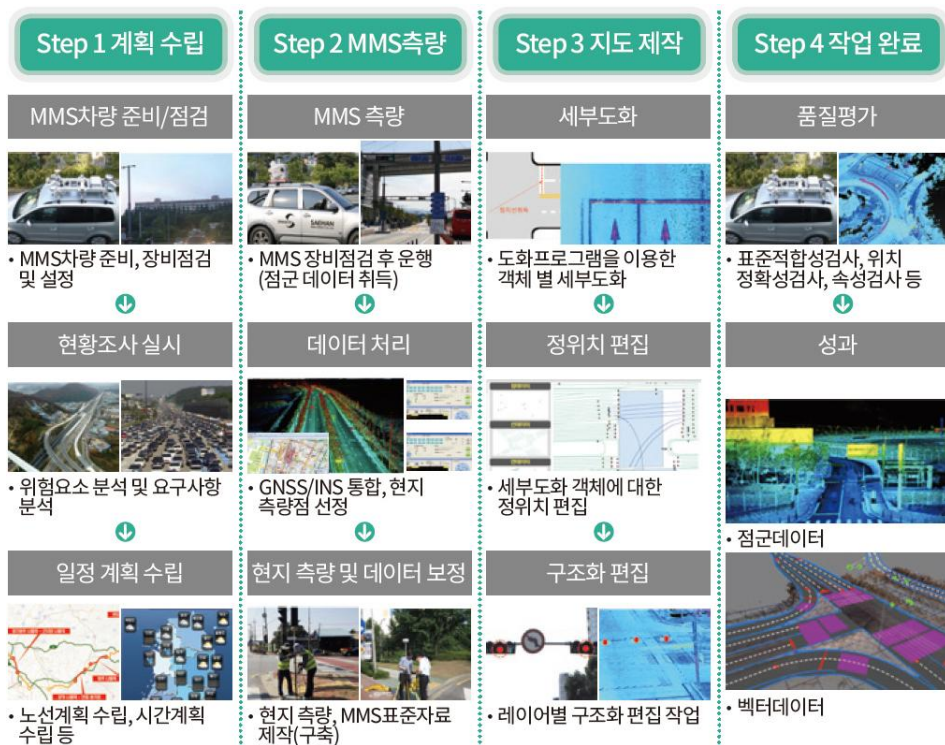 Step 1 계획 수립
MMS차량 준비/점검
• MMS차량 준비, 장비점검
및 설정
현황조사 실시
• 위험요소 분석 및 요구사항
분석
일정 계획 수립
• 노선계획 수립, 시간계획
수립 등
Step 2 MMS측량
MMS 측량
• MMS 장비점검 후 운행
(점군 데이터 취득)
데이터 처리
• GNSS/INS 통합, 현지
측량점 선정
현지 측량 및 데이터 보정
• 현지 측량, MMS표준자료
제작(구축)
Step 3 지도 제작
세부도화
• 도화프로그램을 이용한
객체 별 세부도화
정위치 편집
• 세부도화 객체에 대한
정위치 편집
구조화 편집
• 레이어별 구조화 편집 작업
Step 4 작업 완료
품질평가
• 표준적합성검사, 위치
정확성검사, 속성검사 등
성과
• 점군데이터
• 벡터데이터